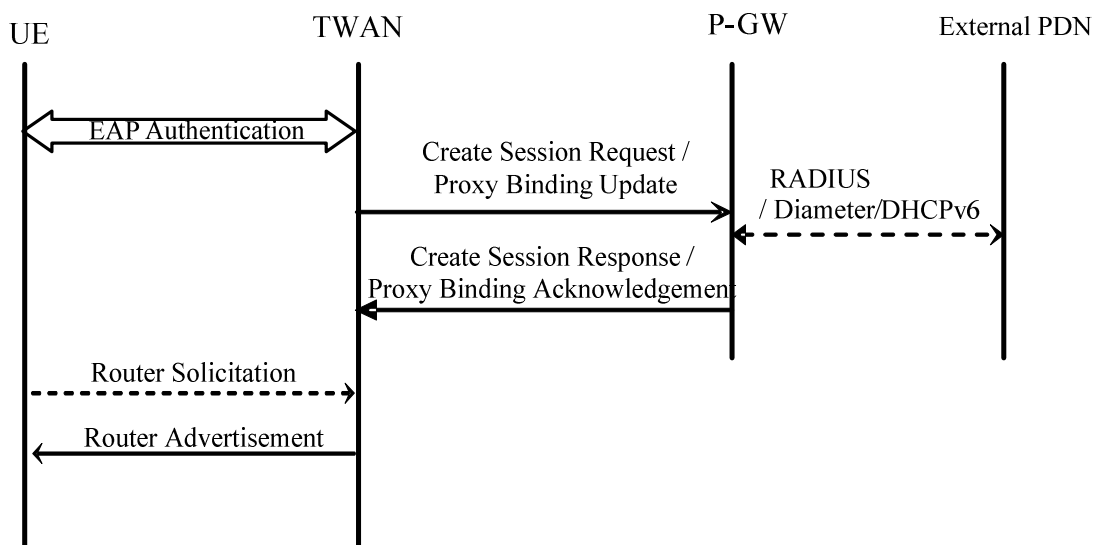 UE
TWAN
P-GW
External PDN
EAP Authentication
Create Session Request /
Proxy Binding Update
RADIUS
/ Diameter/DHCPv6
Create Session Response /
Proxy Binding Acknowledgement
Router Solicitation
Router Advertisement